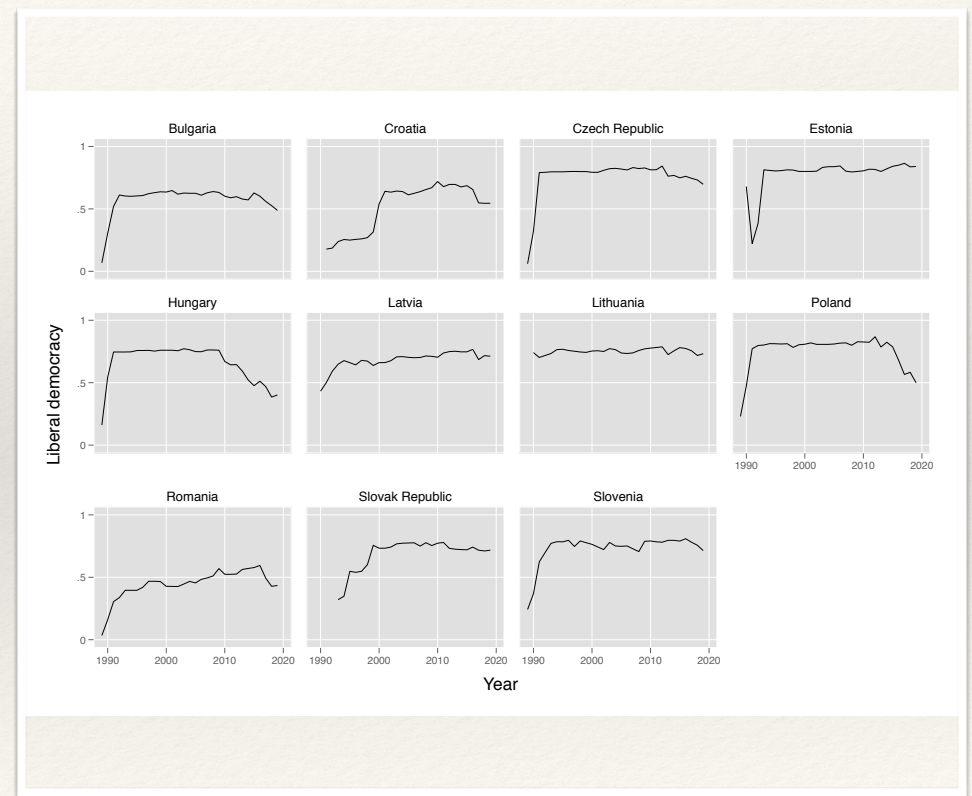 Bulgaria Croatia Czech Republic Estonia
1
.5
0
Hungary Latvia Lithuania Poland
1
.5
0
1990 2000 2010 2020
Romania Slovak Republic Slovenia
1
.5
0
1990 2000 2010 2020 1990 2000 2010 2020 1990 2000 2010 2020
Liberal democracy
Year